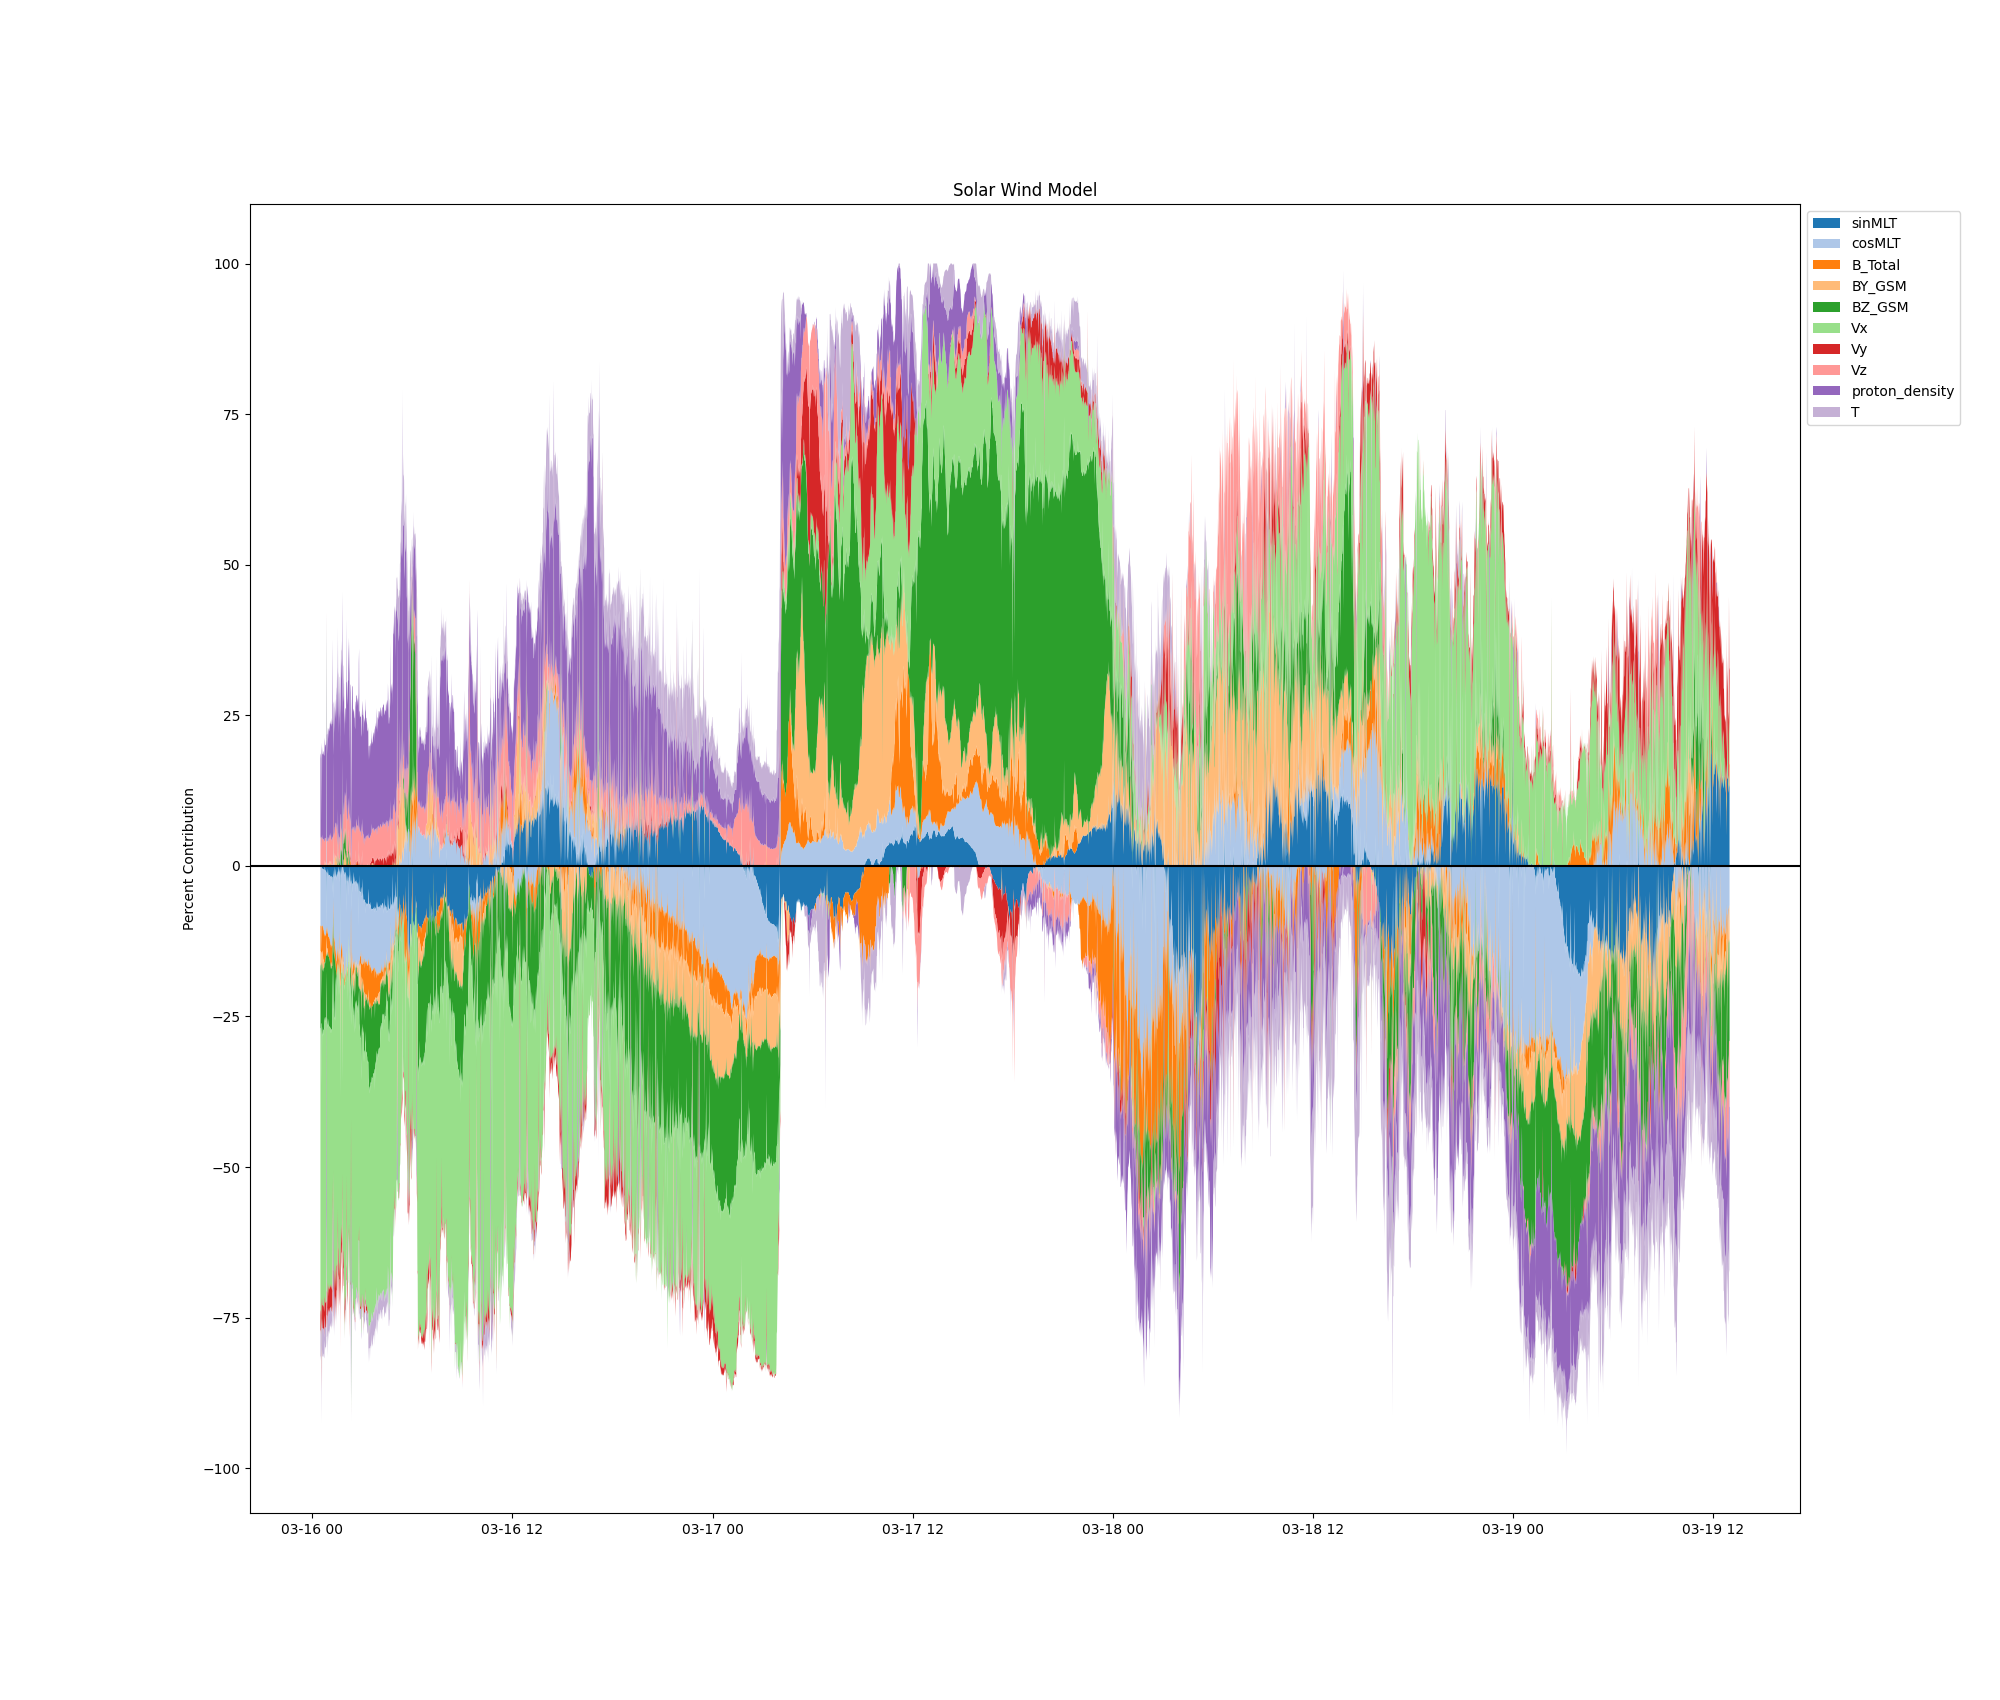 Solar Wind Model
sinMLT
cosMLT
B_Total
BY_GSM
BZ_GSM
Vx
Vy
Vz
proton_density
T
Percent Contribution
100
75
50
25
0
−25
−50
−75
−100
03-16 00
03-16 12
03-17 00
03-17 12
03-18 00
03-18 12
03-19 00
03-19 12